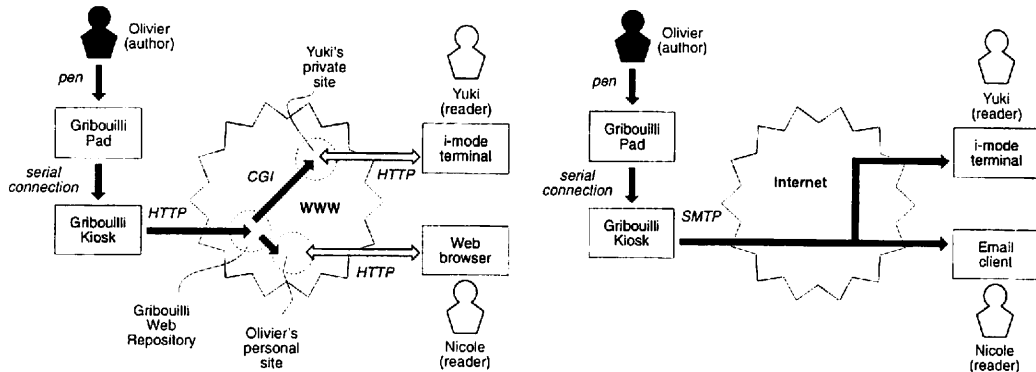 Olivier
(author)
pen
Gribouilli
Pad
serial
connection
Gribouilli
Kiosk
HTTP
Gribouilli
Web
Repository
Yuki's
private
site
CGI
WWW
Olivier's
personal
site
HTTP
HTTP
Yuki
(reader)
i-mode
terminal
Web
browser
Nicole
(reader)
Olivier
(author)
pen
Gribouilli
Pad
serial
connection
Gribouilli
Kiosk
SMTP
Internet
Yuki
(reader)
i-mode
terminal
Email
client
Nicole
(reader)